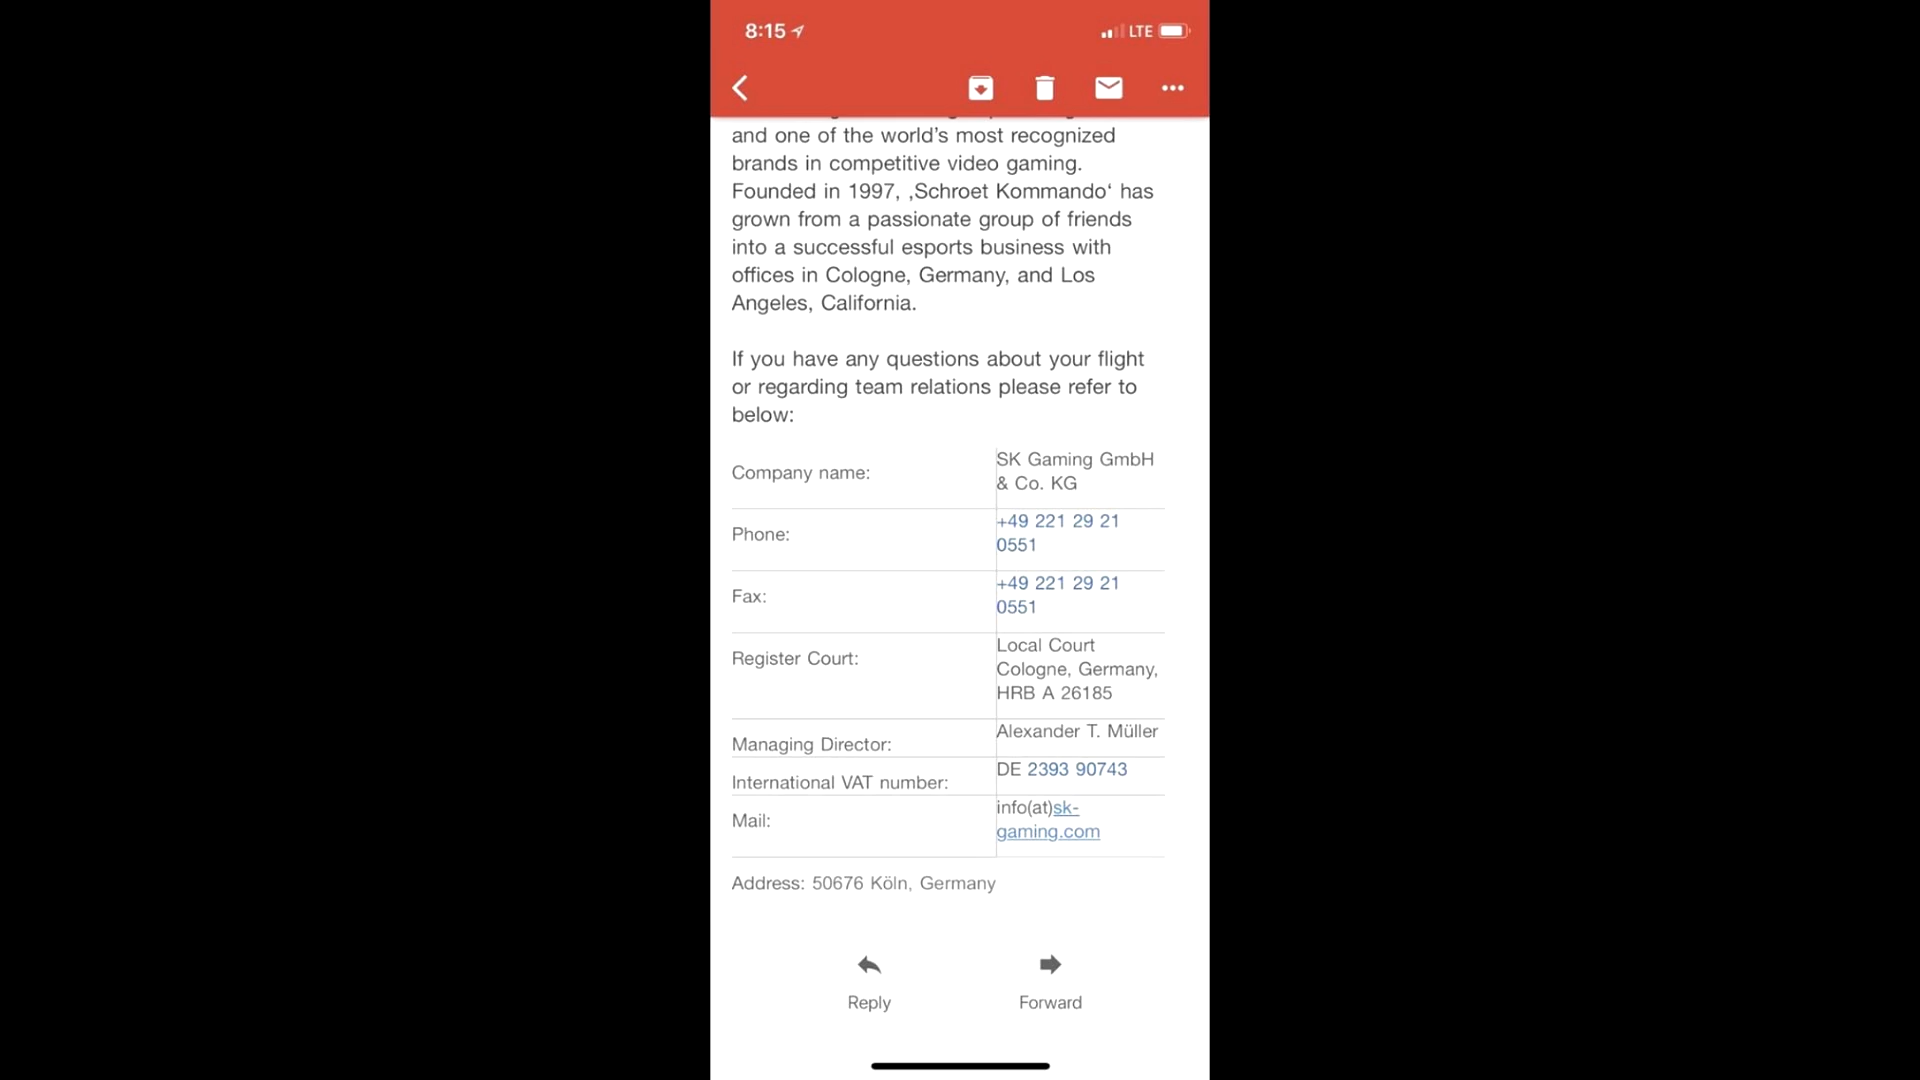 8:15
LTE
and one of the world’s most recognized
brands in competitive video gaming.
Founded in 1997, ‚Schroet Kommando‘ has
grown from a passionate group of friends
into a successful esports business with
offices in Cologne, Germany, and Los
Angeles, California.
If you have any questions about your flight
or regarding team relations please refer to
below:
Company name:
SK Gaming GmbH
& Co. KG
Phone:
+49 221 29 21
0551
Fax:
+49 221 29 21
0551
Register Court:
Local Court
Cologne, Germany,
HRB A 26185
Managing Director:
Alexander T. Müller
International VAT number:
DE 2393 90743
Mail:
info(at)sk-
gaming.com
Address: 50676 Köln, Germany
Reply
Forward